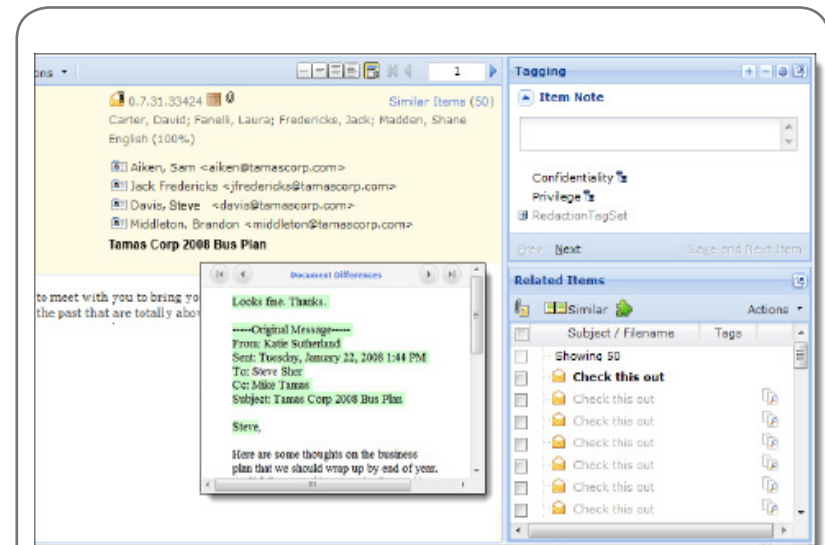 ons
1
0.7.31.33424
Similar Items (50)
Carter, David; Fanelli, Laura; Fredericks, Jack; Madden, Shane
English (100%)
Aiken, Sam <aiken@tamascorp.com>
Jack Fredericks <jfredericks@tamascorp.com>
Davis, Steve <davis@tamascorp.com>
Middleton, Brandon <middleton@tamascorp.com>
Tamas Corp 2008 Bus Plan
to meet with you to bring yo
the past that are totally abov
Document Differences
Looks fine. Thanks.
-----Original Message-----
From: Katie Sutherland
Sent: Tuesday, January 22, 2008 1:44 PM
To: Steve Sher
Cc: Mike Tamas
Subject: Tamas Corp 2008 Bus Plan
Steve,
Here are some thoughts on the business
plan that we should wrap up by end of year.
Tagging
Item Note
Confidentiality
Privilege
RedactionTagSet
Prev Next Save and Next Item
Related Items
Similar Actions
Subject / Filename Tags
Showing 50
Check this out
Check this out
Check this out
Check this out
Check this out
Check this out
Check this out